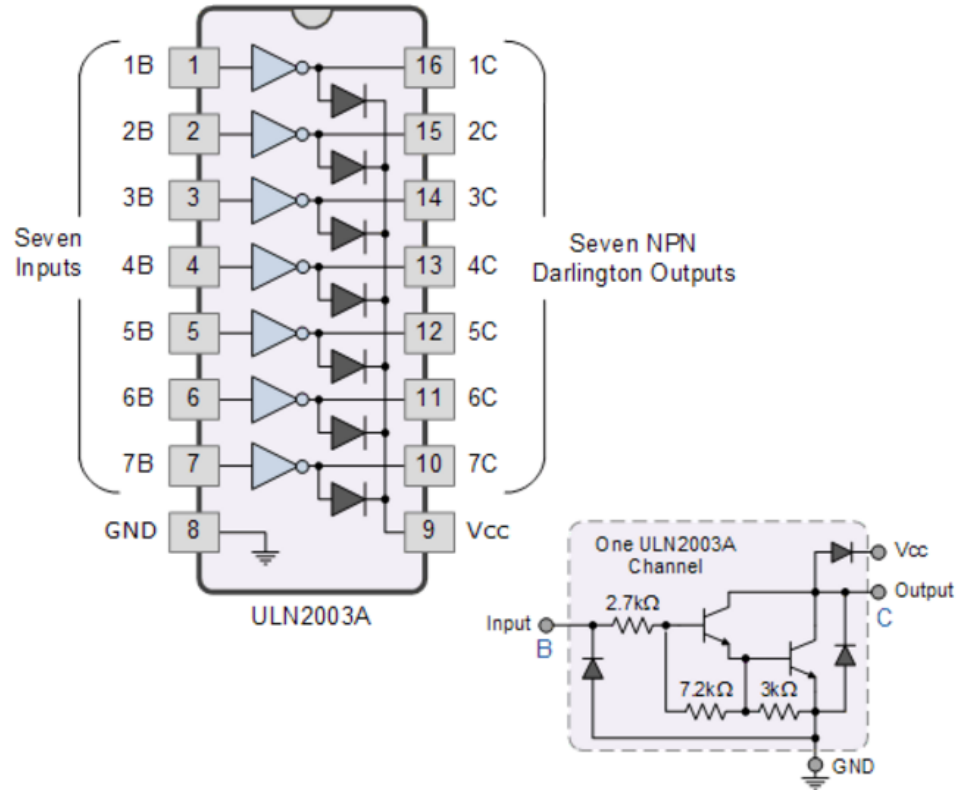 1B 1 16 1C
2B 2 15 2C
3B 3 14 3C
Seven
Inputs
Seven NPN
Darlington Outputs
4B 4 13 4C
5B 5 12 5C
6B 6 11 6C
7B 7 10 7C
GND 8 9 Vcc
ULN2003A
One ULN2003A
Channel
Vcc
Output
C
2.7kΩ
Input
B
7.2kΩ 3kΩ
GND